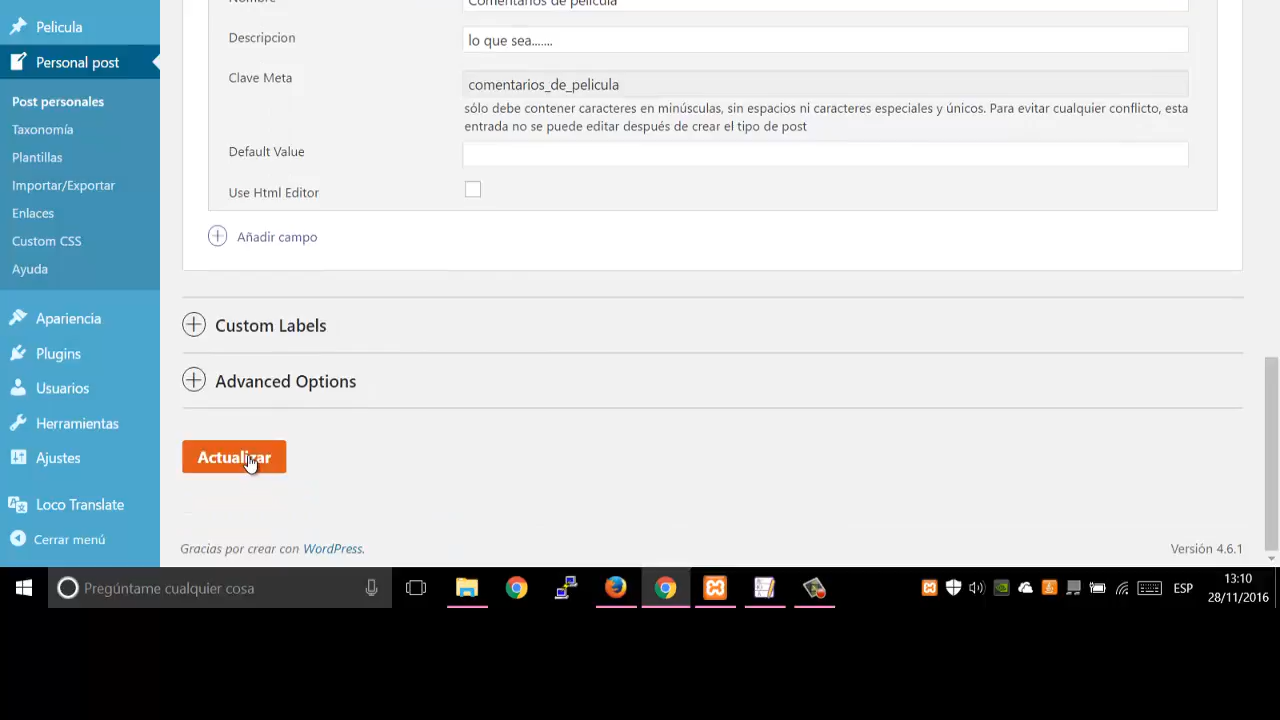 Nombre
Comentarios de pelicula
Pelicula
Descripcion
lo que sea.......
Personal post
Clave Meta
comentarios_de_pelicula
Post personales
sólo debe contener caracteres en minúsculas, sin espacios ni caracteres especiales y únicos. Para evitar cualquier conflicto, esta
entrada no se puede editar después de crear el tipo de post
Taxonomía
Default Value
Plantillas
Importar/Exportar
Use Html Editor
Enlaces
Custom CSS
Añadir campo
Ayuda
Apariencia
Custom Labels
Plugins
Advanced Options
Usuarios
Herramientas
Ajustes
Actualizar
Loco Translate
Cerrar menú
Gracias por crear con WordPress.
Versión 4.6.1
Pregúntame cualquier cosa
ESP
13:10
28/11/2016